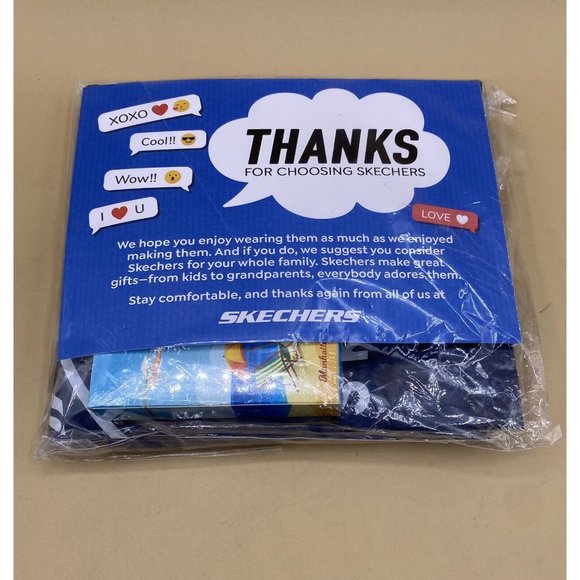 XOXO ❤️ 😘
Cool!! 😎
Wow!! 😮
I ❤️ U
THANKS
FOR CHOOSING SKECHERS
LOVE 🤍
We hope you enjoy wearing them as much as we enjoyed
making them. And if you do, we suggest you consider
Skechers for your whole family. Skechers make great
gifts—from kids to grandparents, everybody adores them.
Stay comfortable, and thanks again from all of us at
SKECHERS